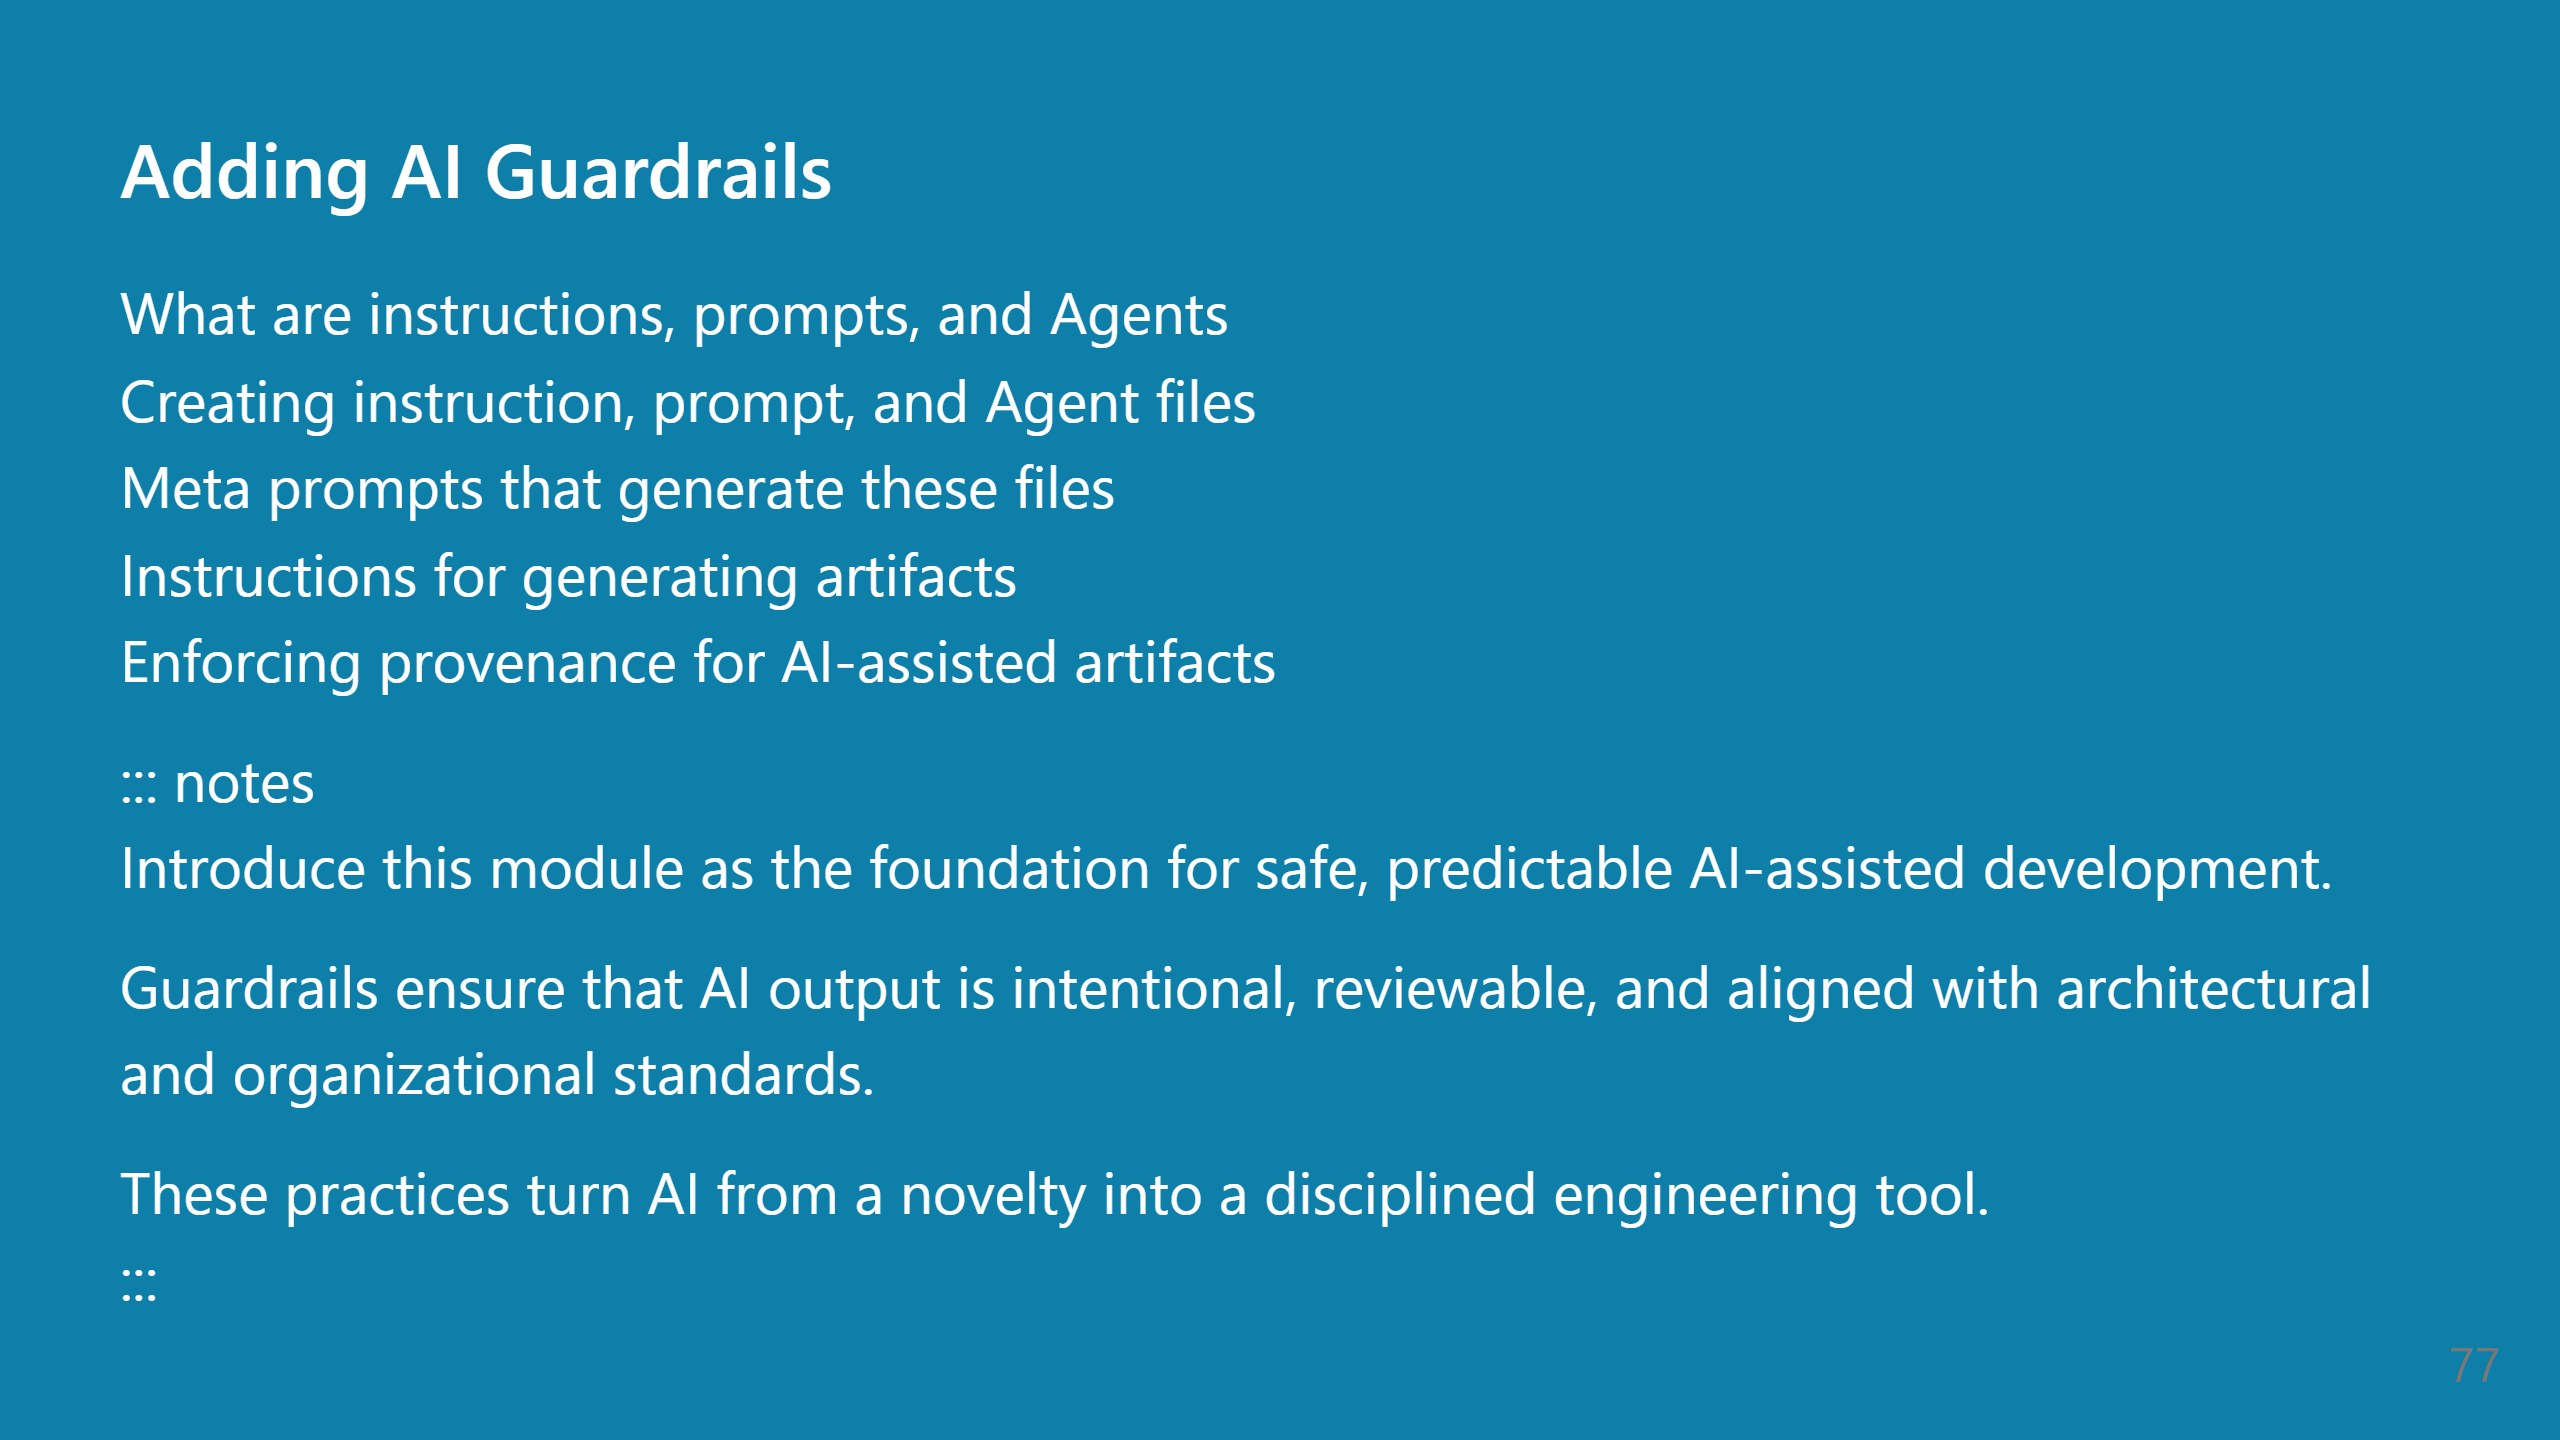 Adding AI Guardrails
What are instructions, prompts, and Agents
Creating instruction, prompt, and Agent files
Meta prompts that generate these files
Instructions for generating artifacts
Enforcing provenance for AI-assisted artifacts
::: notes
Introduce this module as the foundation for safe, predictable AI-assisted development.
Guardrails ensure that AI output is intentional, reviewable, and aligned with architectural
and organizational standards.
These practices turn AI from a novelty into a disciplined engineering tool.
:::
77